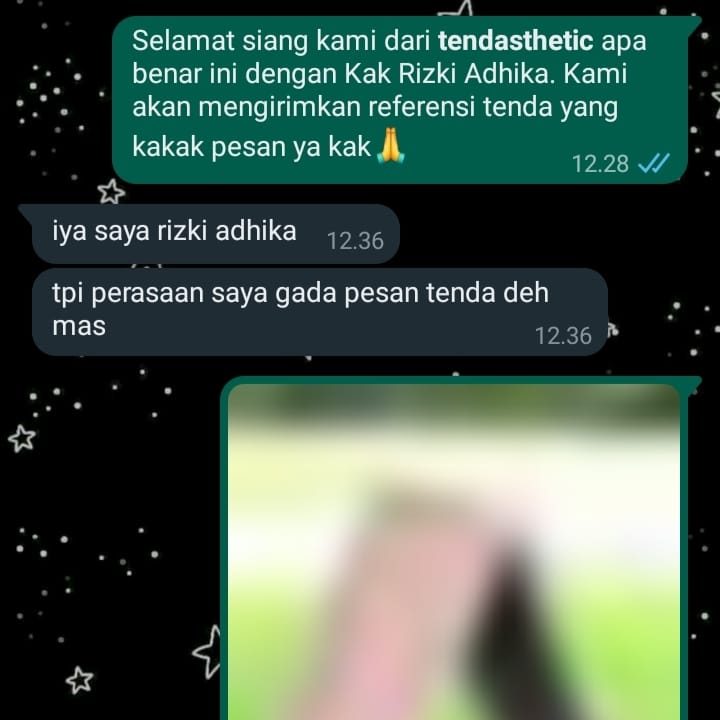 Selamat siang kami dari tendasthetic apa
benar ini dengan Kak Rizki Adhika. Kami
akan mengirimkan referensi tenda yang
kakak pesan ya kak🙏
12.28
iya saya rizki adhika 12.36
tpi perasaan saya gada pesan tenda deh
mas
12.36